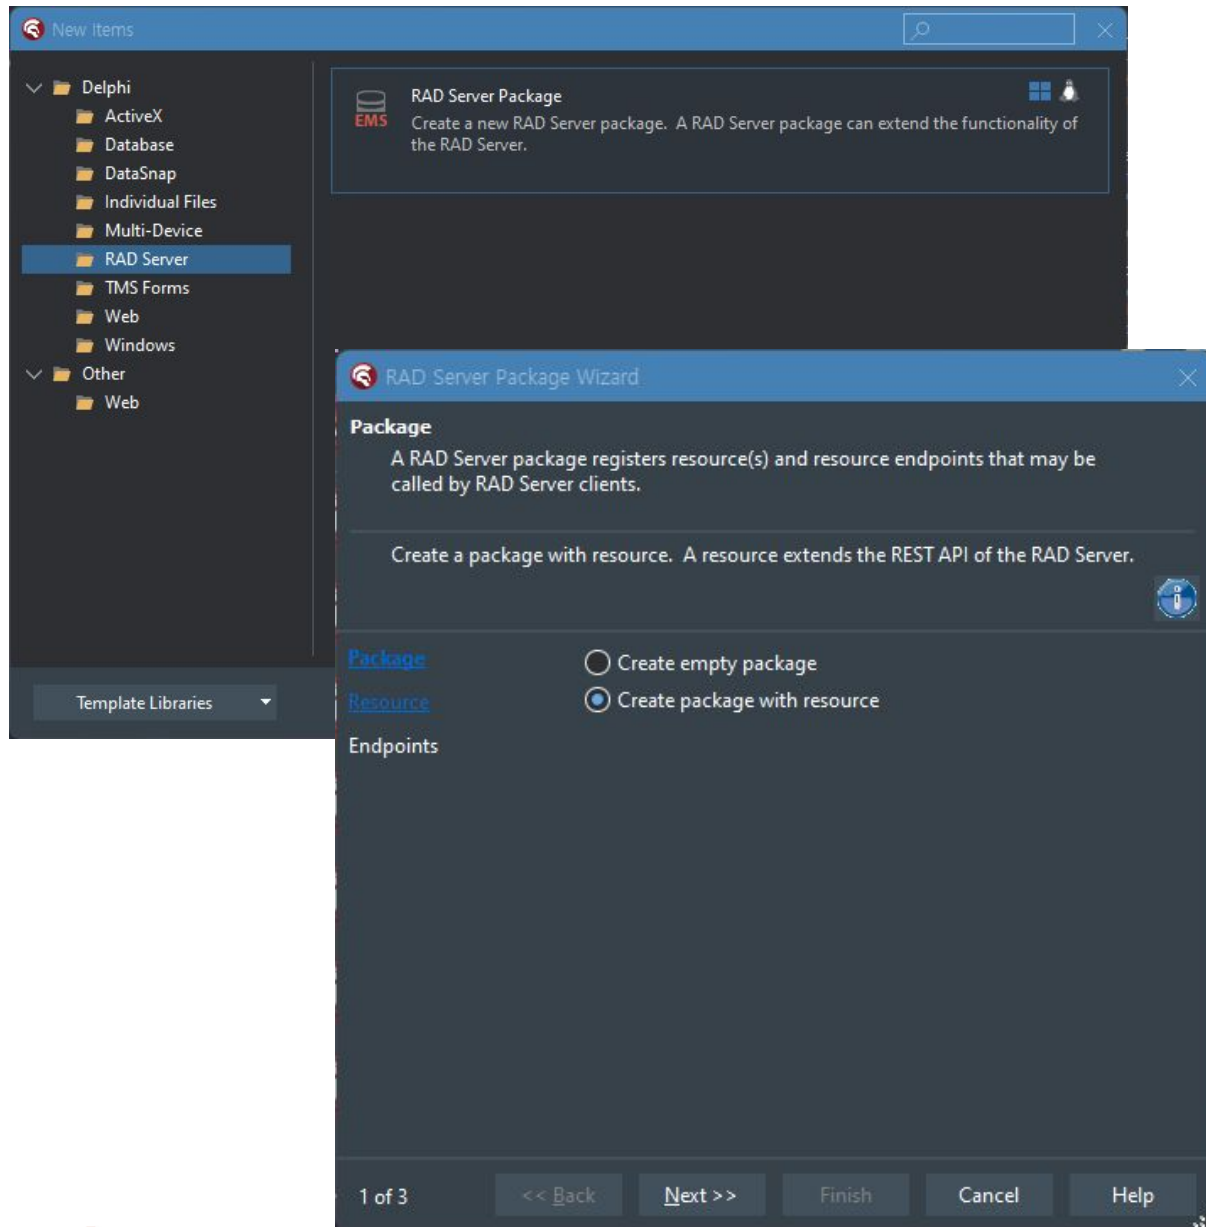 New Items
Delphi
ActiveX
Database
DataSnap
Individual Files
Multi-Device
RAD Server
TMS Forms
Web
Windows
Other
Web
Template Libraries
EMS
RAD Server Package
Create a new RAD Server package. A RAD Server package can extend the functionality of
the RAD Server.
RAD Server Package Wizard
Package
A RAD Server package registers resource(s) and resource endpoints that may be
called by RAD Server clients.
Create a package with resource. A resource extends the REST API of the RAD Server.
Package
Resource
Endpoints
Create empty package
Create package with resource
1 of 3
<< Back
Next >>
Finish
Cancel
Help